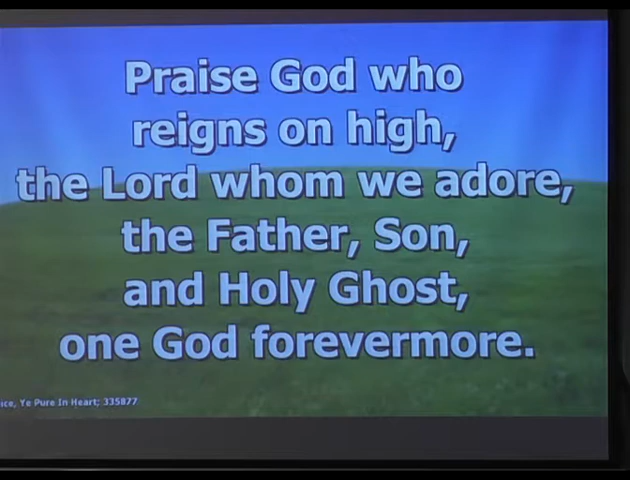 Praise God who
reigns on high,
the Lord whom we adore,
the Father, Son,
and Holy Ghost,
one God forevermore.
ice, Ye Pure In Heart; 335877